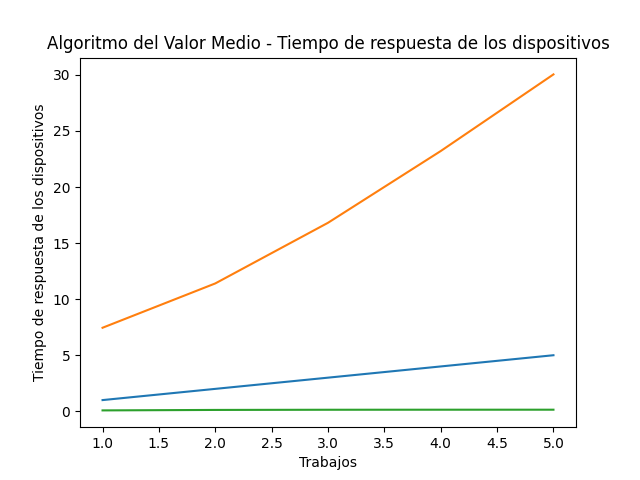 Algoritmo del Valor Medio - Tiempo de respuesta de los dispositivos
Tiempo de respuesta de los dispositivos
30
25
20
15
10
5
0
1.0 1.5 2.0 2.5 3.0 3.5 4.0 4.5 5.0
Trabajos